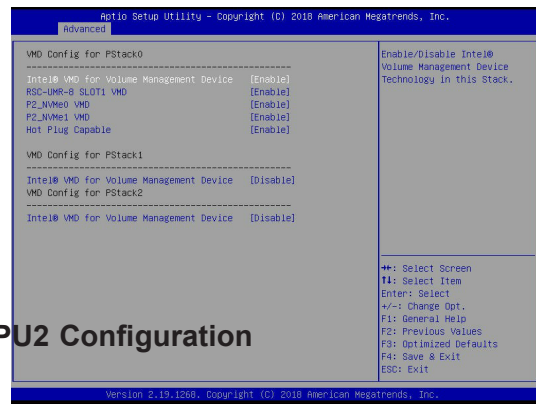 Aptio Setup Utility – Copyright (C) 2018 American Megatrends, Inc.
Advanced
VMD Config for PStack0
Intel® VMD for Volume Management Device [Enable]
RSC-UMR-8 SLOT1 VMD [Enable]
P2_NVMe0 VMD [Enable]
P2_NVMe1 VMD [Enable]
Hot Plug Capable [Enable]
VMD Config for PStack1
Intel® VMD for Volume Management Device [Disable]
VMD Config for PStack2
Intel® VMD for Volume Management Device [Disable]
Enable/Disable Intel®
Volume Management Device
Technology in this Stack.
→←: Select Screen
↑↓: Select Item
Enter: Select
+/-: Change Opt.
F1: General Help
F2: Previous Values
F3: Optimized Defaults
F4: Save & Exit
ESC: Exit
PU2 Configuration
Version 2.19.1268. Copyright (C) 2018 American Megatrends, Inc.